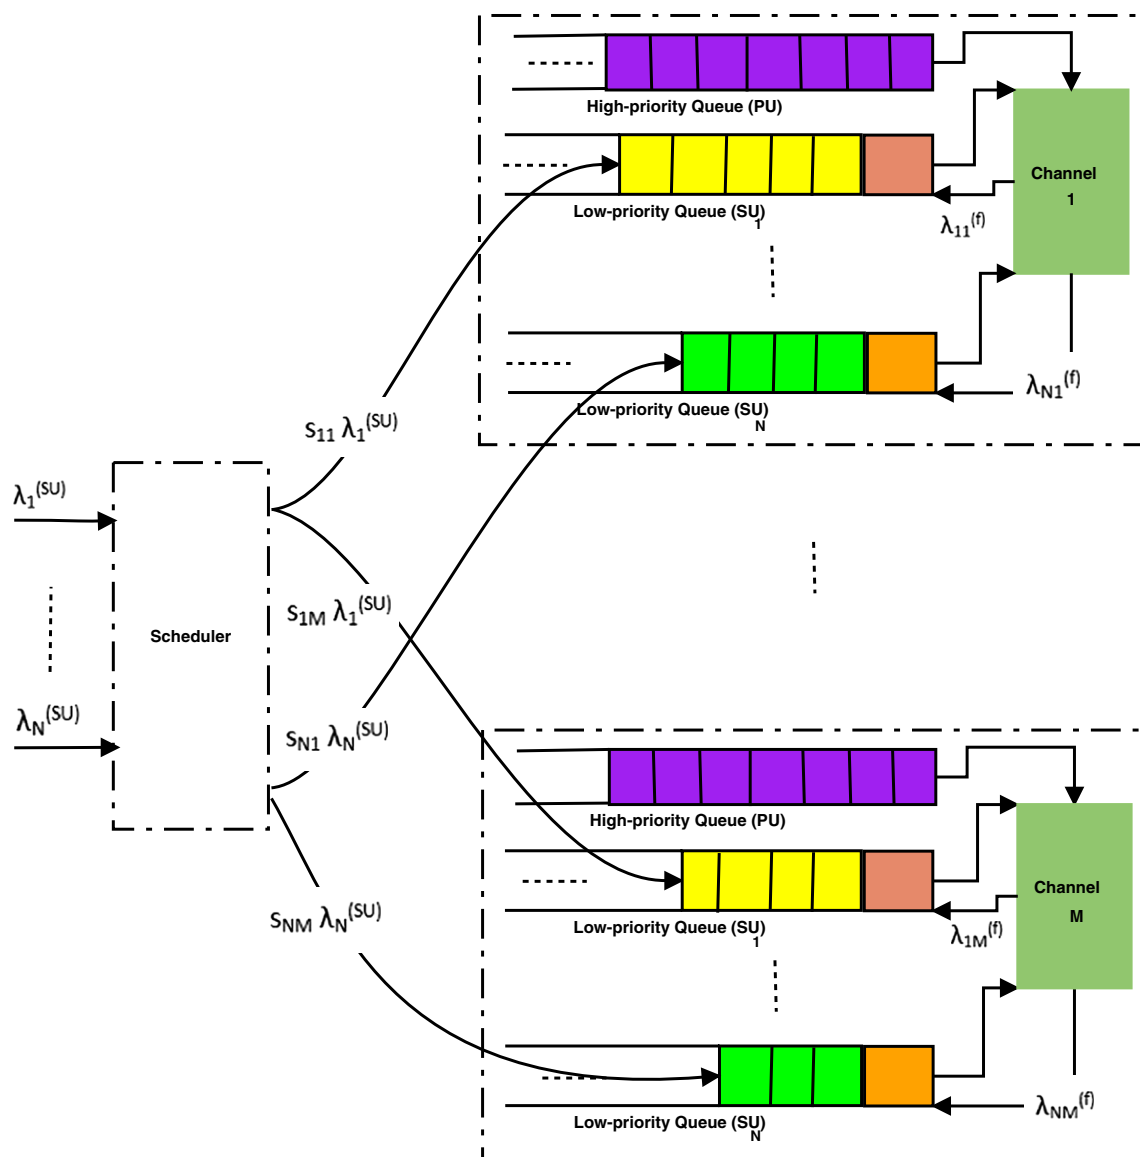 High-priority Queue (PU)
Channel
1
Low-priority Queue (SU)
1
λ11(f)
λN1(f)
Low-priority Queue (SU)
N
s11 λ1(SU)
λ1(SU)
s1M λ1(SU)
Scheduler
λN(SU)
sN1 λN(SU)
High-priority Queue (PU)
Channel
M
sNM λN(SU)
Low-priority Queue (SU)
1
λ1M(f)
Low-priority Queue (SU)
N
λNM(f)